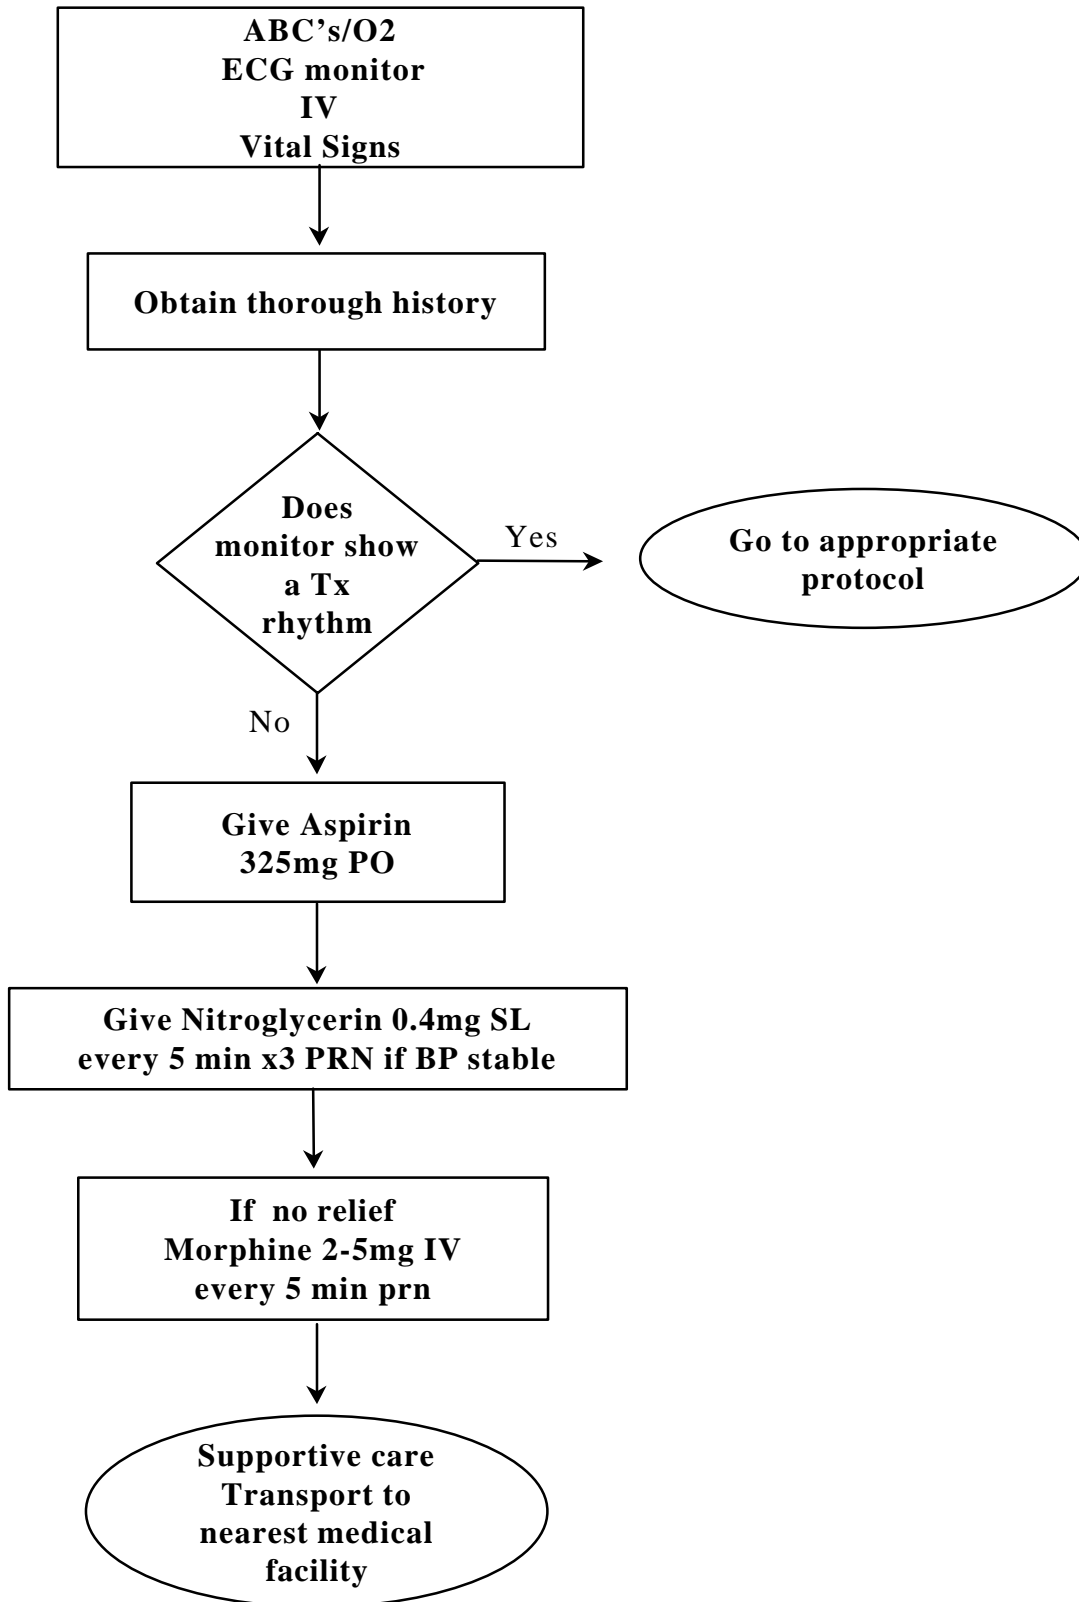 ABC's/O2
ECG monitor
IV
Vital Signs
Obtain thorough history
Does
monitor show
a Tx
rhythm
Yes
Go to appropriate
protocol
No
Give Aspirin
325mg PO
Give Nitroglycerin 0.4mg SL
every 5 min x3 PRN if BP stable
If no relief
Morphine 2-5mg IV
every 5 min prn
Supportive care
Transport to
nearest medical
facility